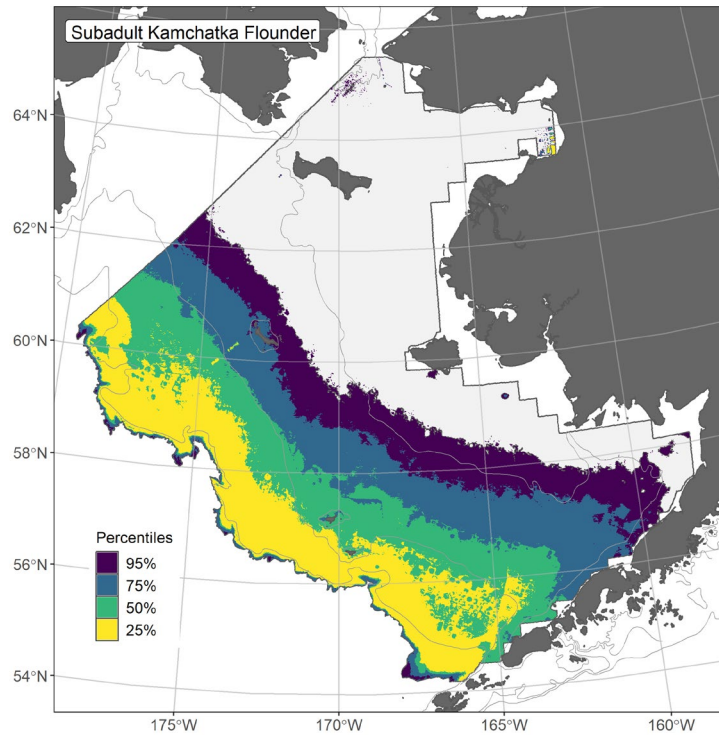 Subadult Kamchatka Flounder
64°N
62°N
60°N
58°N
56°N
54°N
Percentiles
95%
75%
50%
25%
175°W
170°W
165°W
160°W